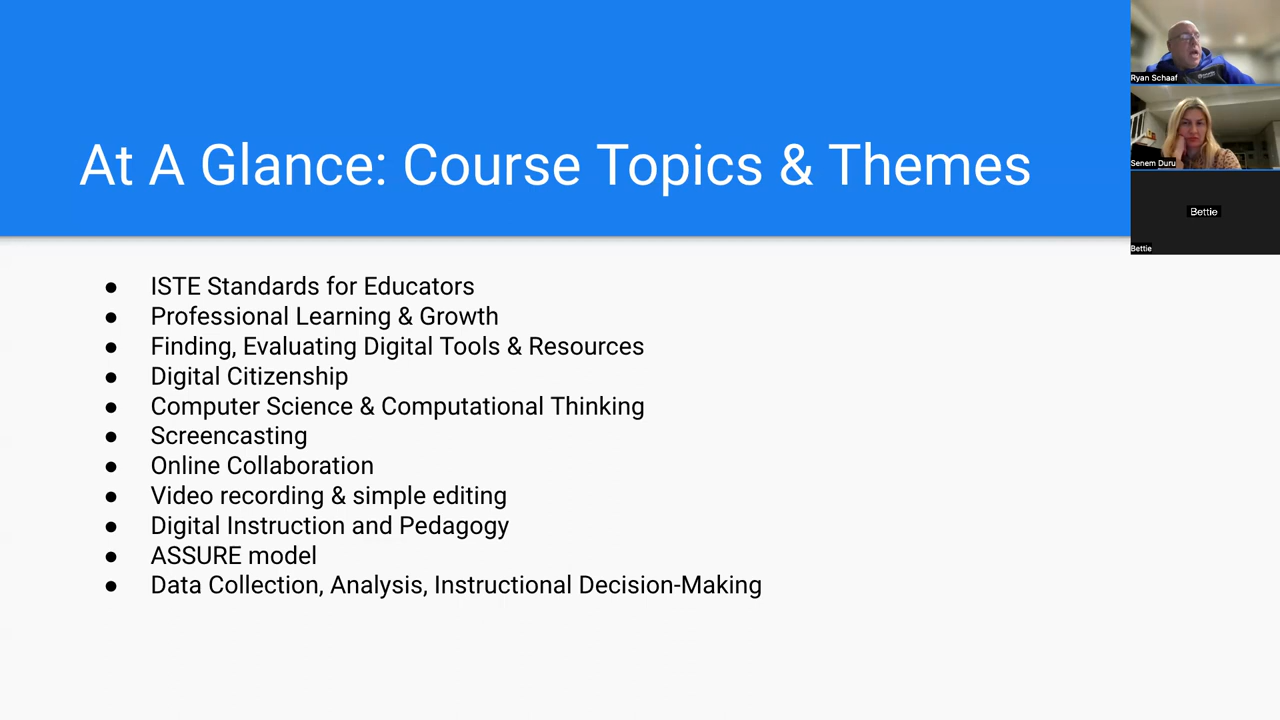 At A Glance: Course Topics & Themes
● ISTE Standards for Educators
● Professional Learning & Growth
● Finding, Evaluating Digital Tools & Resources
● Digital Citizenship
● Computer Science & Computational Thinking
● Screencasting
● Online Collaboration
● Video recording & simple editing
● Digital Instruction and Pedagogy
● ASSURE model
● Data Collection, Analysis, Instructional Decision-Making
Ryan Schaaf
Senem Duru
Bettie
Bettie